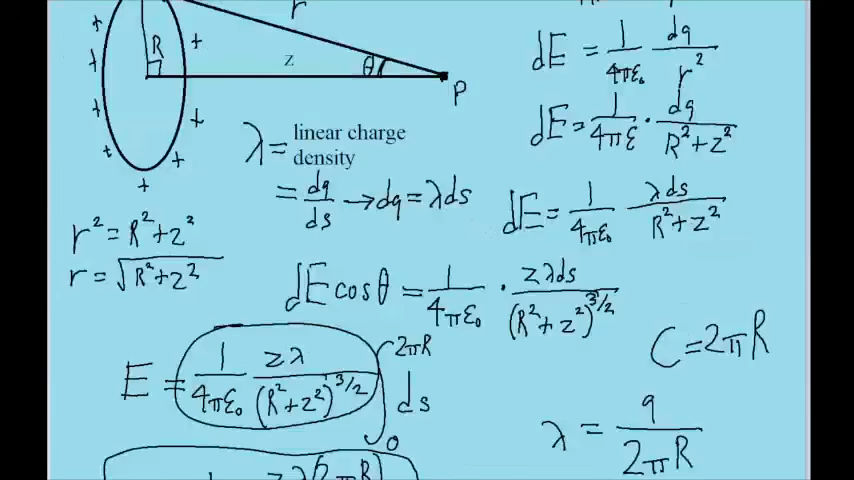 r
R
z
θ
P
+ + + + + + + + +
dE = 1/4πε₀ dq/r²
dE = 1/4πε · dq/R²+z²
λ = linear charge
density
= dq/ds → dq = λds
dE = 1/4πε₀ λds/R²+z²
r² = R²+z²
r = √R²+z²
dE cosθ = 1/4πε₀ · zλds/(R²+z²)^3/2
C = 2πR
E = 1/4πε₀ zλ/(R²+z²)^3/2 ∫₀^2πR ds
λ = q/2πR
zλ(2πR)